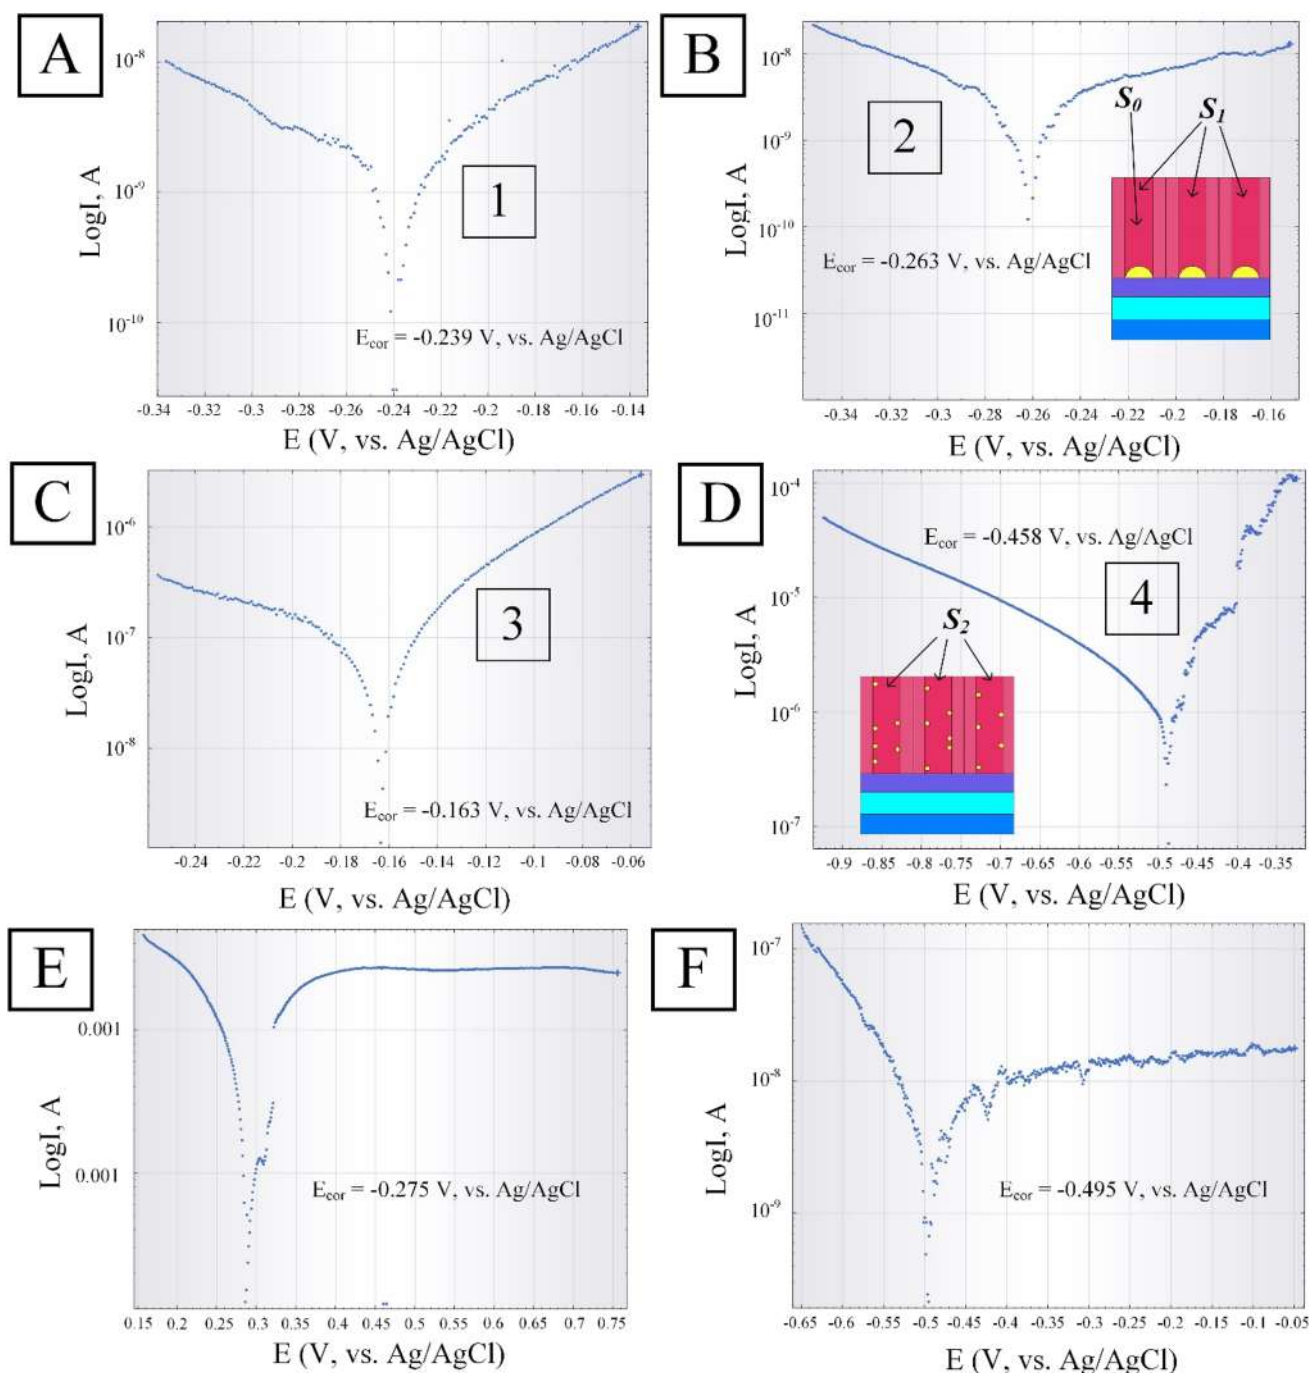 A
10⁻⁸
10⁻⁹
10⁻¹⁰
LogI, A
1
E_cor = -0.239 V, vs. Ag/AgCl
-0.34 -0.3 -0.26 -0.24 -0.22 -0.2 -0.18 -0.16 -0.14
E (V, vs. Ag/AgCl)
B
10⁻⁸
10⁻⁹
10⁻¹⁰
10⁻¹¹
LogI, A
2
S₀ S₁
E_cor = -0.263 V, vs. Ag/AgCl
-0.34 -0.3 -0.28 -0.26 -0.24 -0.22 -0.2 -0.18 -0.16
E (V, vs. Ag/AgCl)
C
10⁻⁶
10⁻⁷
10⁻⁸
LogI, A
3
E_cor = -0.163 V, vs. Ag/AgCl
-0.24 -0.22 -0.2 -0.18 -0.16 -0.14 -0.12 -0.1 -0.08 -0.06
E (V, vs. Ag/AgCl)
D
10⁻⁴
10⁻⁵
10⁻⁶
10⁻⁷
LogI, A
E_cor = -0.458 V, vs. Ag/AgCl
4
S₂
-0.9 -0.85 -0.8 -0.75 -0.7 -0.65 -0.6 -0.55 -0.5 -0.45 -0.4 -0.35
E (V, vs. Ag/AgCl)
E
0.001
0.001
LogI, A
E_cor = -0.275 V, vs. Ag/AgCl
0.15 0.2 0.25 0.3 0.35 0.4 0.45 0.5 0.55 0.6 0.65 0.7 0.75
E (V, vs. Ag/AgCl)
F
10⁻⁷
10⁻⁸
10⁻⁹
LogI, A
E_cor = -0.495 V, vs. Ag/AgCl
-0.65 -0.6 -0.55 -0.5 -0.45 -0.4 -0.35 -0.3 -0.25 -0.2 -0.15 -0.1 -0.05
E (V, vs. Ag/AgCl)